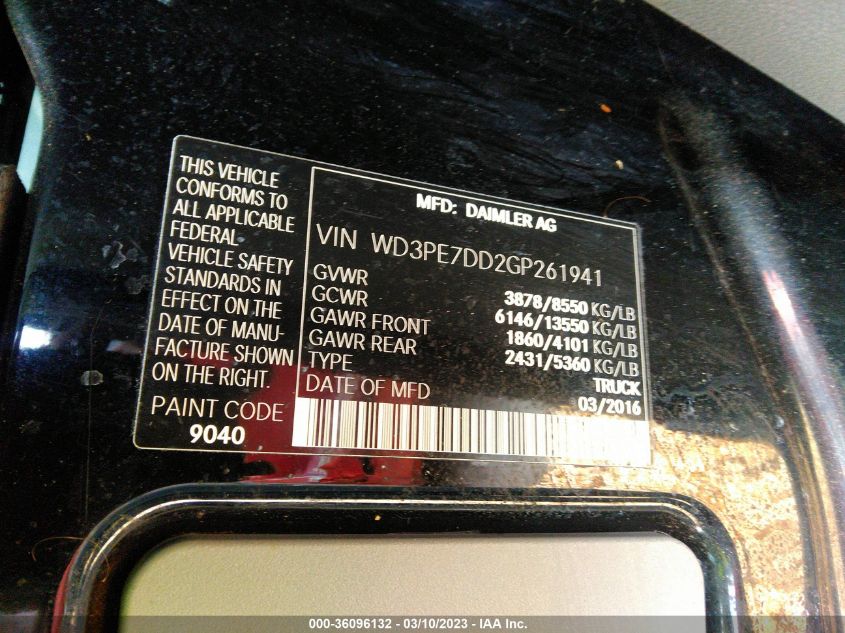 THIS VEHICLE
CONFORMS TO
ALL APPLICABLE
FEDERAL
VEHICLE SAFETY
STANDARDS IN
EFFECT ON THE
DATE OF MANU-
FACTURE SHOWN
ON THE RIGHT.
PAINT CODE
9040
MFD: DAIMLER AG
VIN WD3PE7DD2GP261941
GVWR 3878/8550 KG/LB
GCWR 6146/13550 KG/LB
GAWR FRONT 1860/4101 KG/LB
GAWR REAR 2431/5360 KG/LB
TYPE TRUCK
DATE OF MFD 03/2016
000-36096132 - 03/10/2023 - IAA Inc.